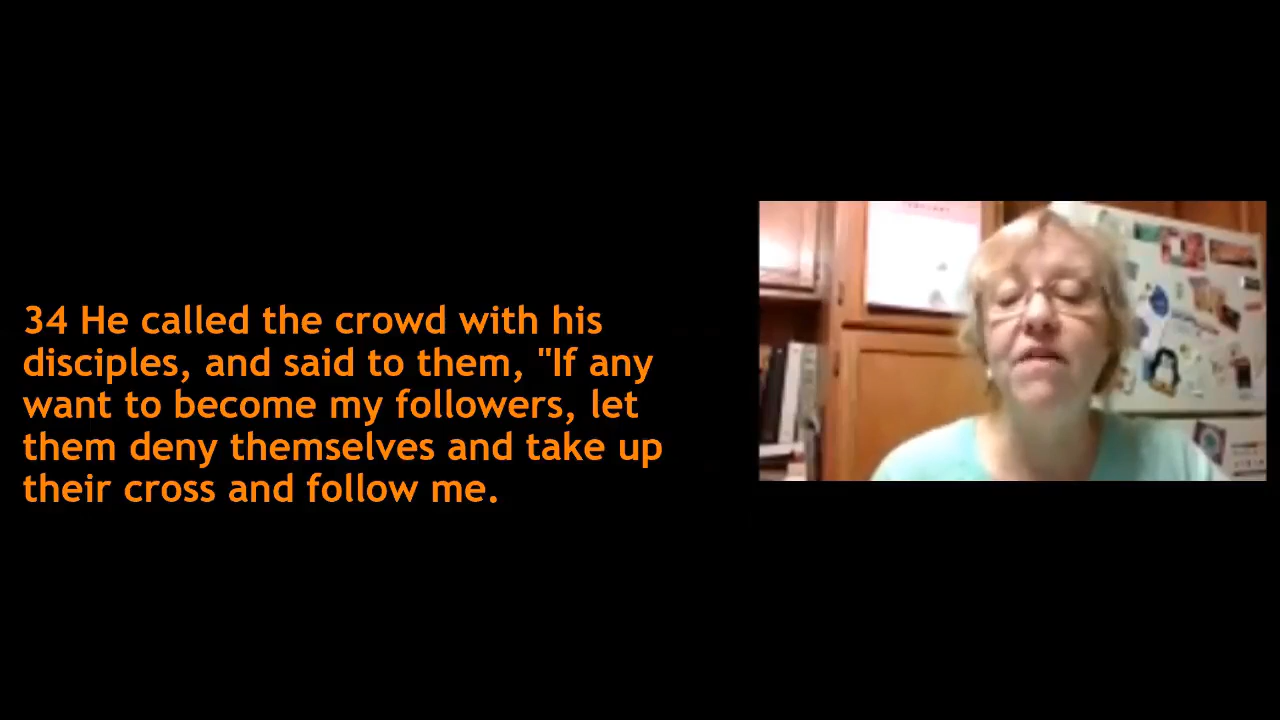 34 He called the crowd with his
disciples, and said to them, "If any
want to become my followers, let
them deny themselves and take up
their cross and follow me.